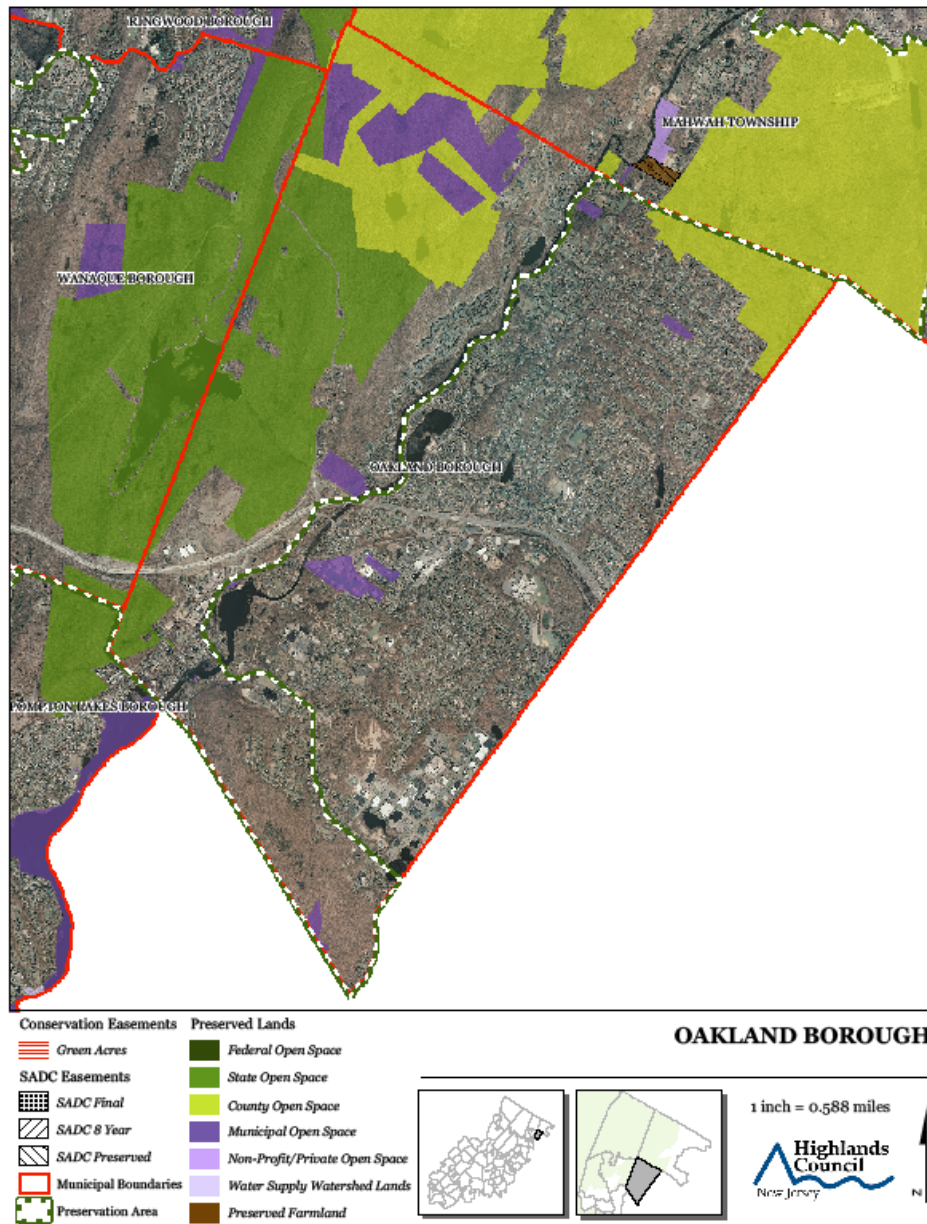 RINGWOOD BOROUGH
MAHWAH TOWNSHIP
WANAQUE BOROUGH
OAKLAND BOROUGH
POMPTON LAKES BOROUGH
Conservation Easements
Green Acres
SADC Easements
SADC Final
SADC 8 Year
SADC Preserved
Municipal Boundaries
Preservation Area
Preserved Lands
Federal Open Space
State Open Space
County Open Space
Municipal Open Space
Non-Profit/Private Open Space
Water Supply Watershed Lands
Preserved Farmland
OAKLAND BOROUGH
1 inch = 0.588 miles
Highlands
Council
New Jersey
N